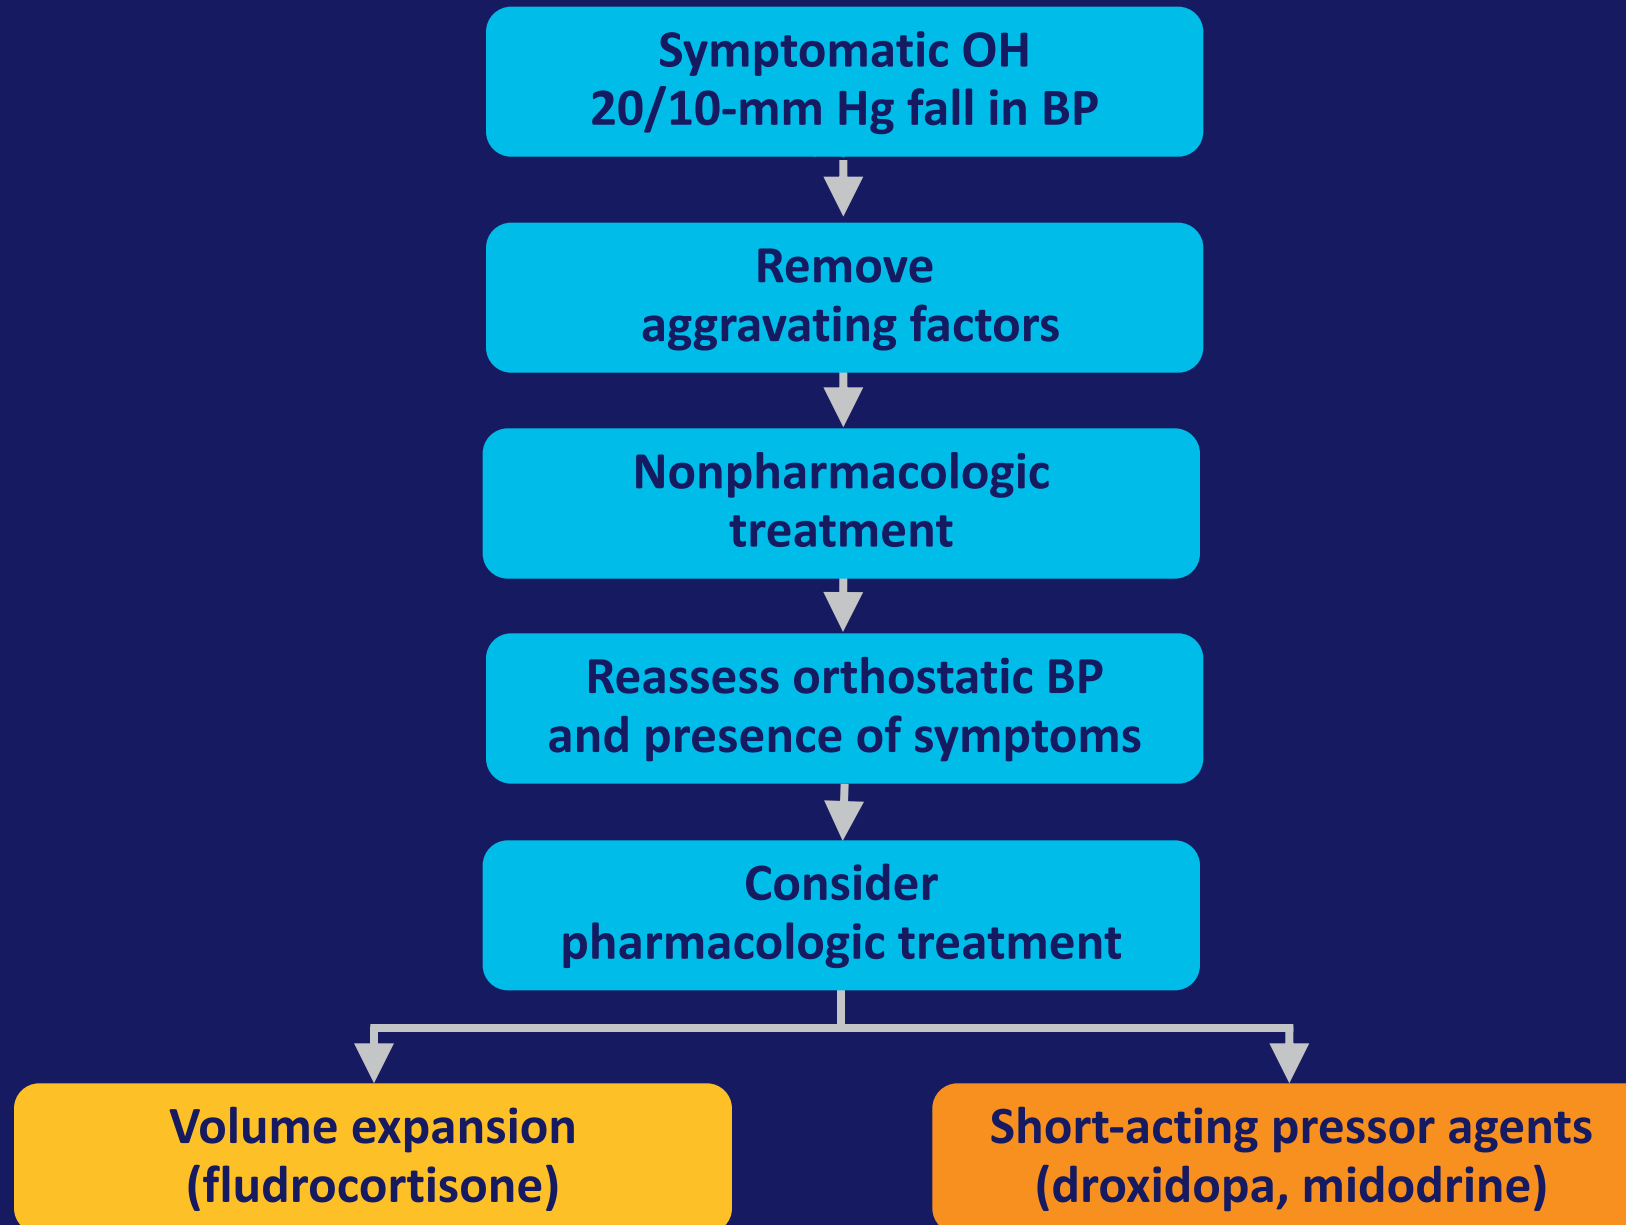 Symptomatic OH
20/10-mm Hg fall in BP
Remove
aggravating factors
Nonpharmacologic
treatment
Reassess orthostatic BP
and presence of symptoms
Consider
pharmacologic treatment
Volume expansion
(fludrocortisone)
Short-acting pressor agents
(droxidopa, midodrine)